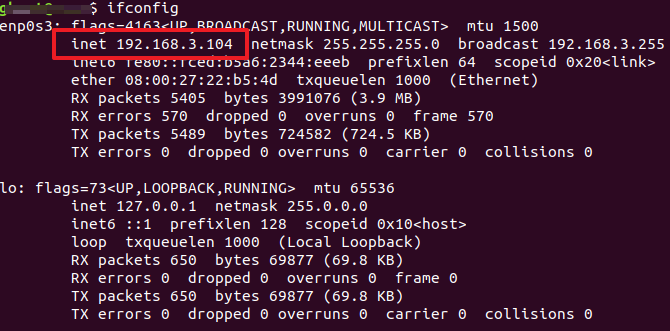 $ ifconfig
enp0s3: flags=4163<UP,BROADCAST,RUNNING,MULTICAST> mtu 1500
inet 192.168.3.104 netmask 255.255.255.0 broadcast 192.168.3.255
inet6 prefixlen 64 scopeid 0x20<link>
ether 08:00:27:22:b5:4d txqueuelen 1000 (Ethernet)
RX packets 5405 bytes 3991076 (3.9 MB)
RX errors 570 dropped 0 overruns 0 frame 570
TX packets 5489 bytes 724582 (724.5 KB)
TX errors 0 dropped 0 overruns 0 carrier 0 collisions 0
lo: flags=73<UP,LOOPBACK,RUNNING> mtu 65536
inet 127.0.0.1 netmask 255.0.0.0
inet6 ::1 prefixlen 128 scopeid 0x10<host>
loop txqueuelen 1000 (Local Loopback)
RX packets 650 bytes 69877 (69.8 KB)
RX errors 0 dropped 0 overruns 0 frame 0
TX packets 650 bytes 69877 (69.8 KB)
TX errors 0 dropped 0 overruns 0 carrier 0 collisions 0